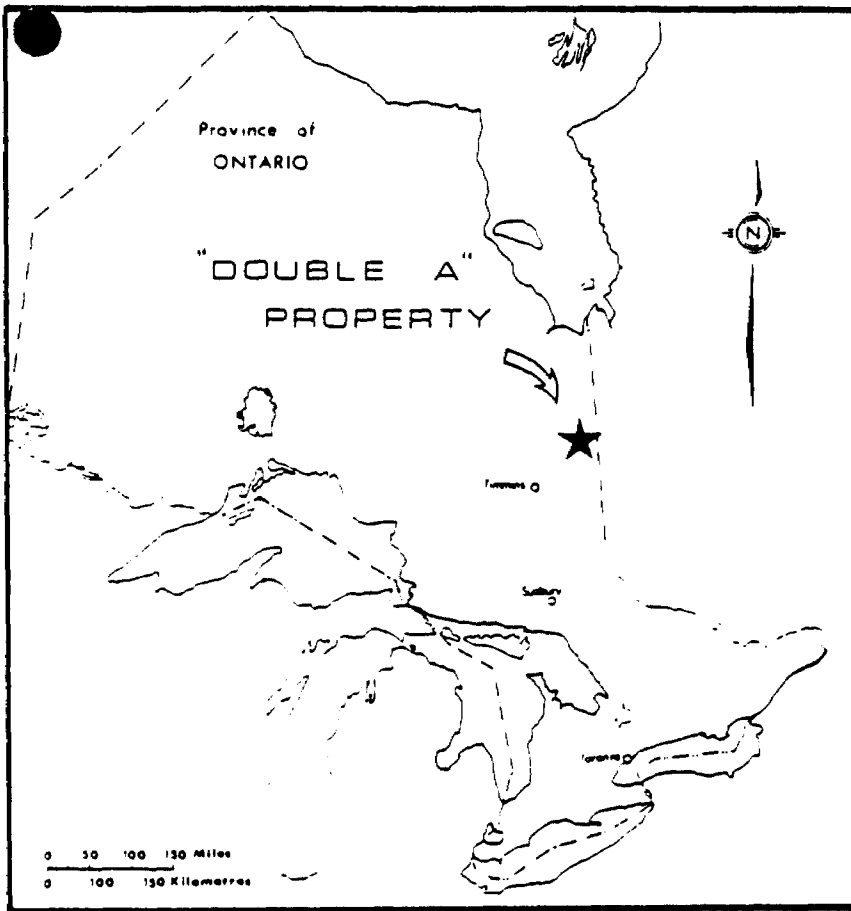 Province of
ONTARIO
"DOUBLE A"
PROPERTY
N
Timmins
Sudbury
Toronto
0 50 100 150 Miles
0 100 150 Kilometres